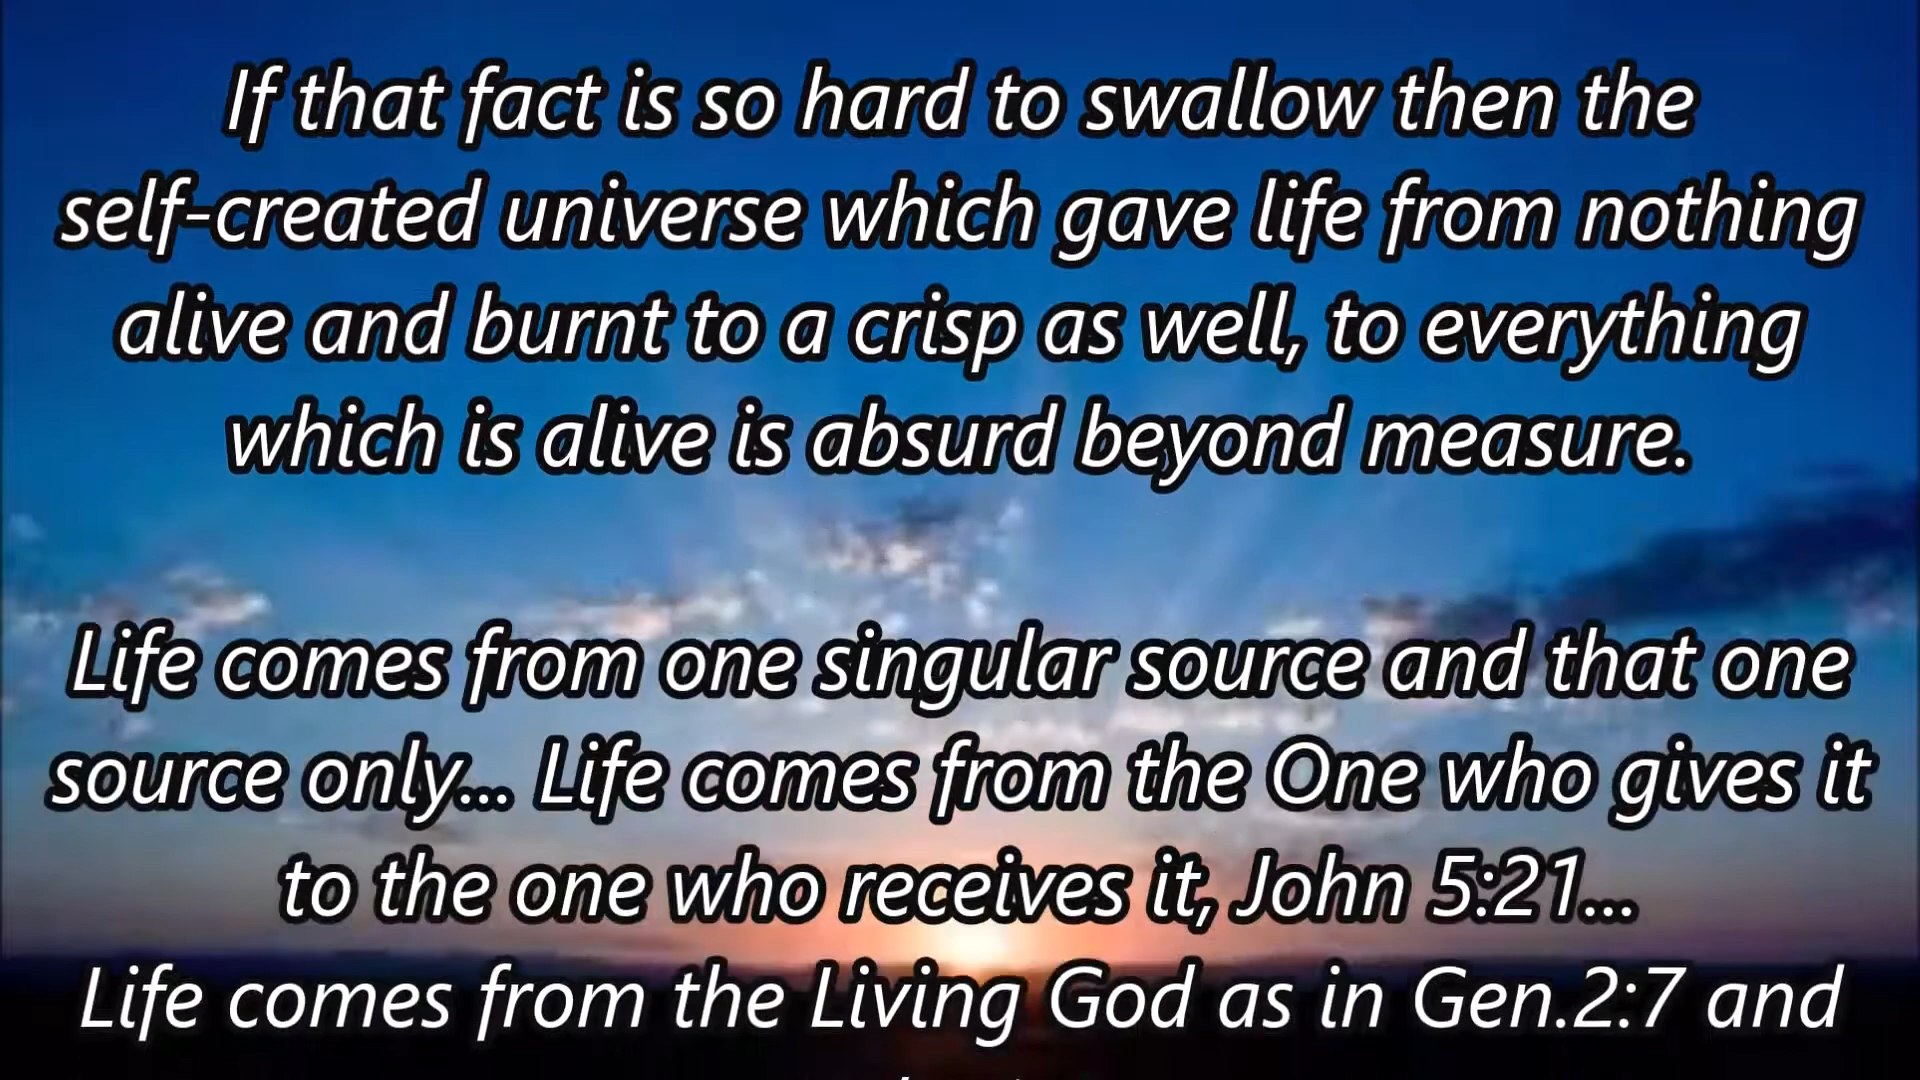 If that fact is so hard to swallow then the
self-created universe which gave life from nothing
alive and burnt to a crisp as well, to everything
which is alive is absurd beyond measure.
Life comes from one singular source and that one
source only... Life comes from the One who gives it
to the one who receives it, John 5:21...
Life comes from the Living God as in Gen.2:7 and